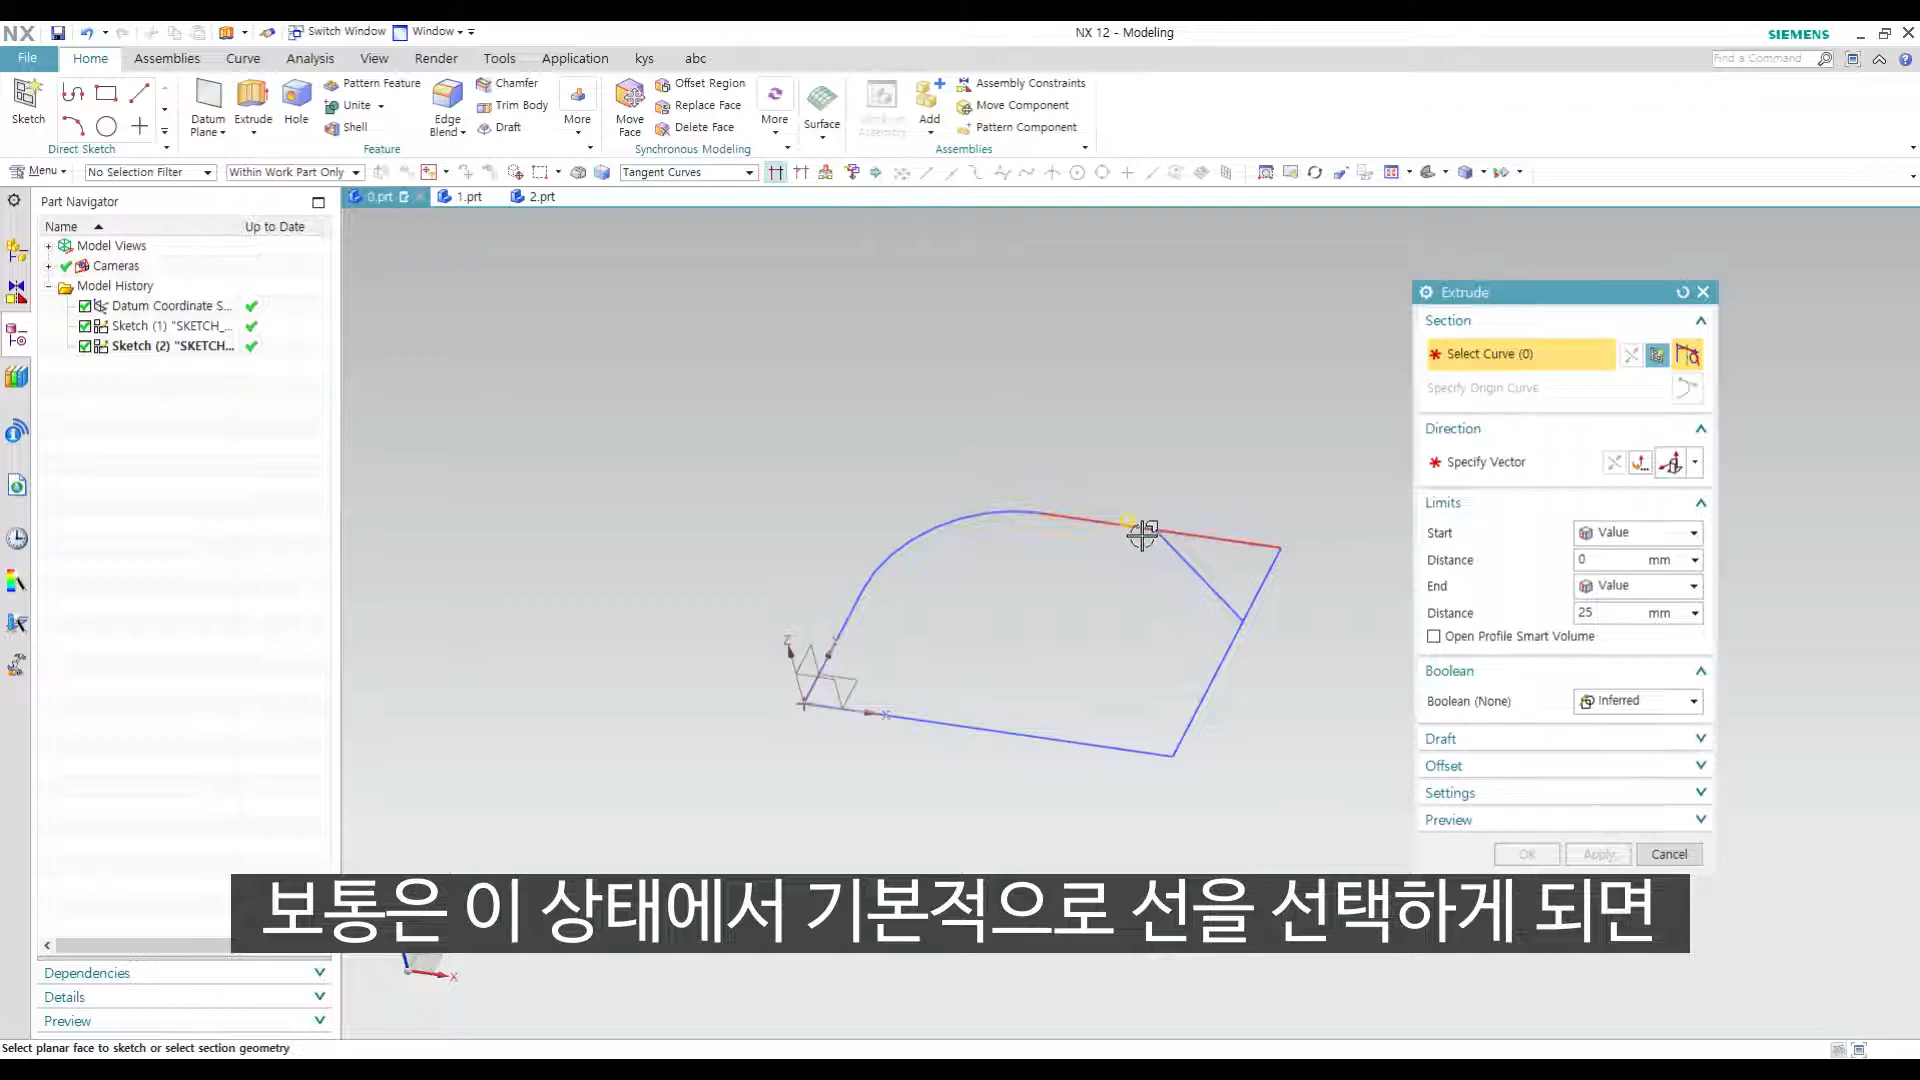 NX
Switch Window
Window
NX 12 - Modeling
SIEMENS
File
Home
Assemblies
Curve
Analysis
View
Render
Tools
Application
kys
abc
Find a Command
Sketch
Direct Sketch
Datum Plane
Extrude
Hole
Pattern Feature
Unite
Shell
Edge Blend
Chamfer
Trim Body
Draft
More
Feature
Move Face
Offset Region
Replace Face
Delete Face
More
Synchronous Modeling
Surface
Add
Assembly Constraints
Move Component
Pattern Component
Assemblies
Menu
No Selection Filter
Within Work Part Only
Tangent Curves
0.prt
1.prt
2.prt
Part Navigator
Name
Up to Date
Model Views
Cameras
Model History
Datum Coordinate S...
Sketch (1) "SKETCH_...
Sketch (2) "SKETCH...
Dependencies
Details
Preview
Z
Y
X
X
Extrude
Section
Select Curve (0)
Specify Origin Curve
Direction
Specify Vector
Limits
Start
Value
Distance
0
mm
End
Value
Distance
25
mm
Open Profile Smart Volume
Boolean
Boolean (None)
Inferred
Draft
Offset
Settings
Preview
OK
Apply
Cancel
보통은 이 상태에서 기본적으로 선을 선택하게 되면
Select planar face to sketch or select section geometry